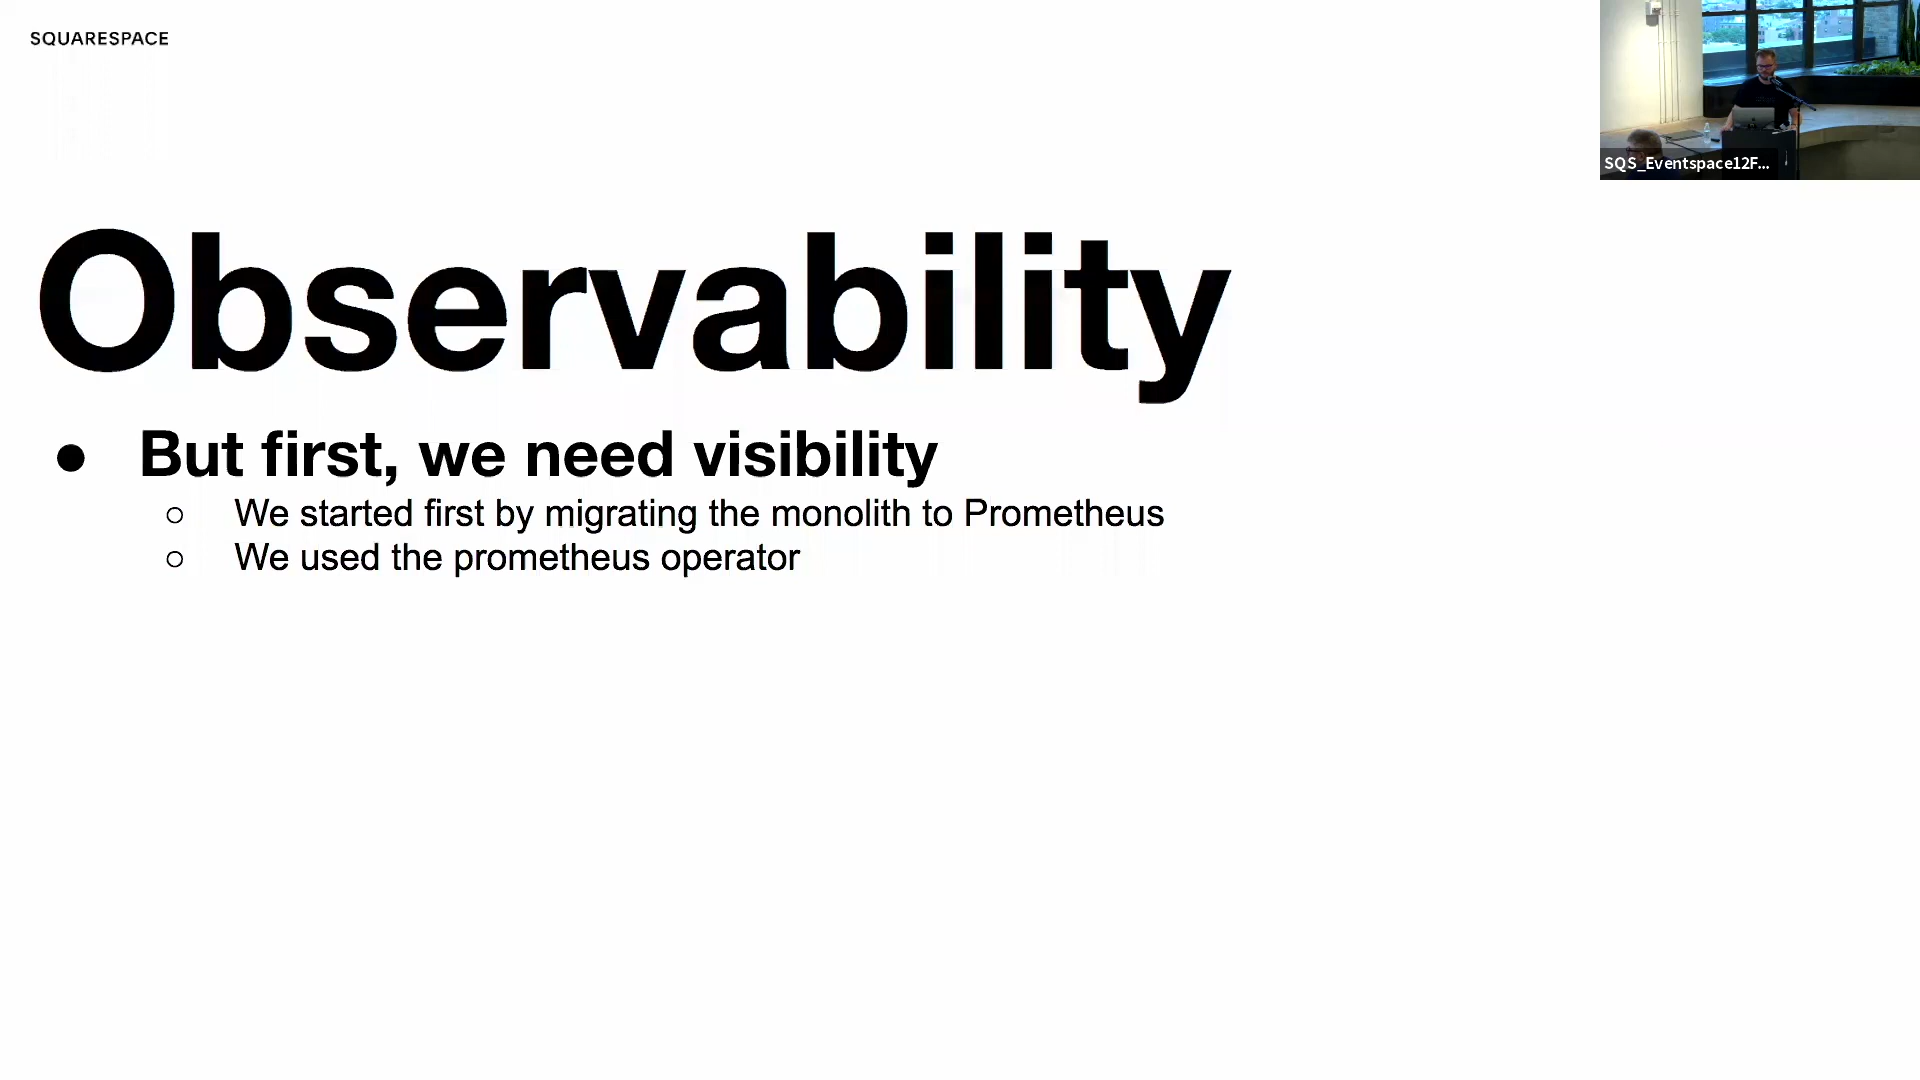 SQUARESPACE
SQS_Eventspace12F...
Observability
● But first, we need visibility
○ We started first by migrating the monolith to Prometheus
○ We used the prometheus operator